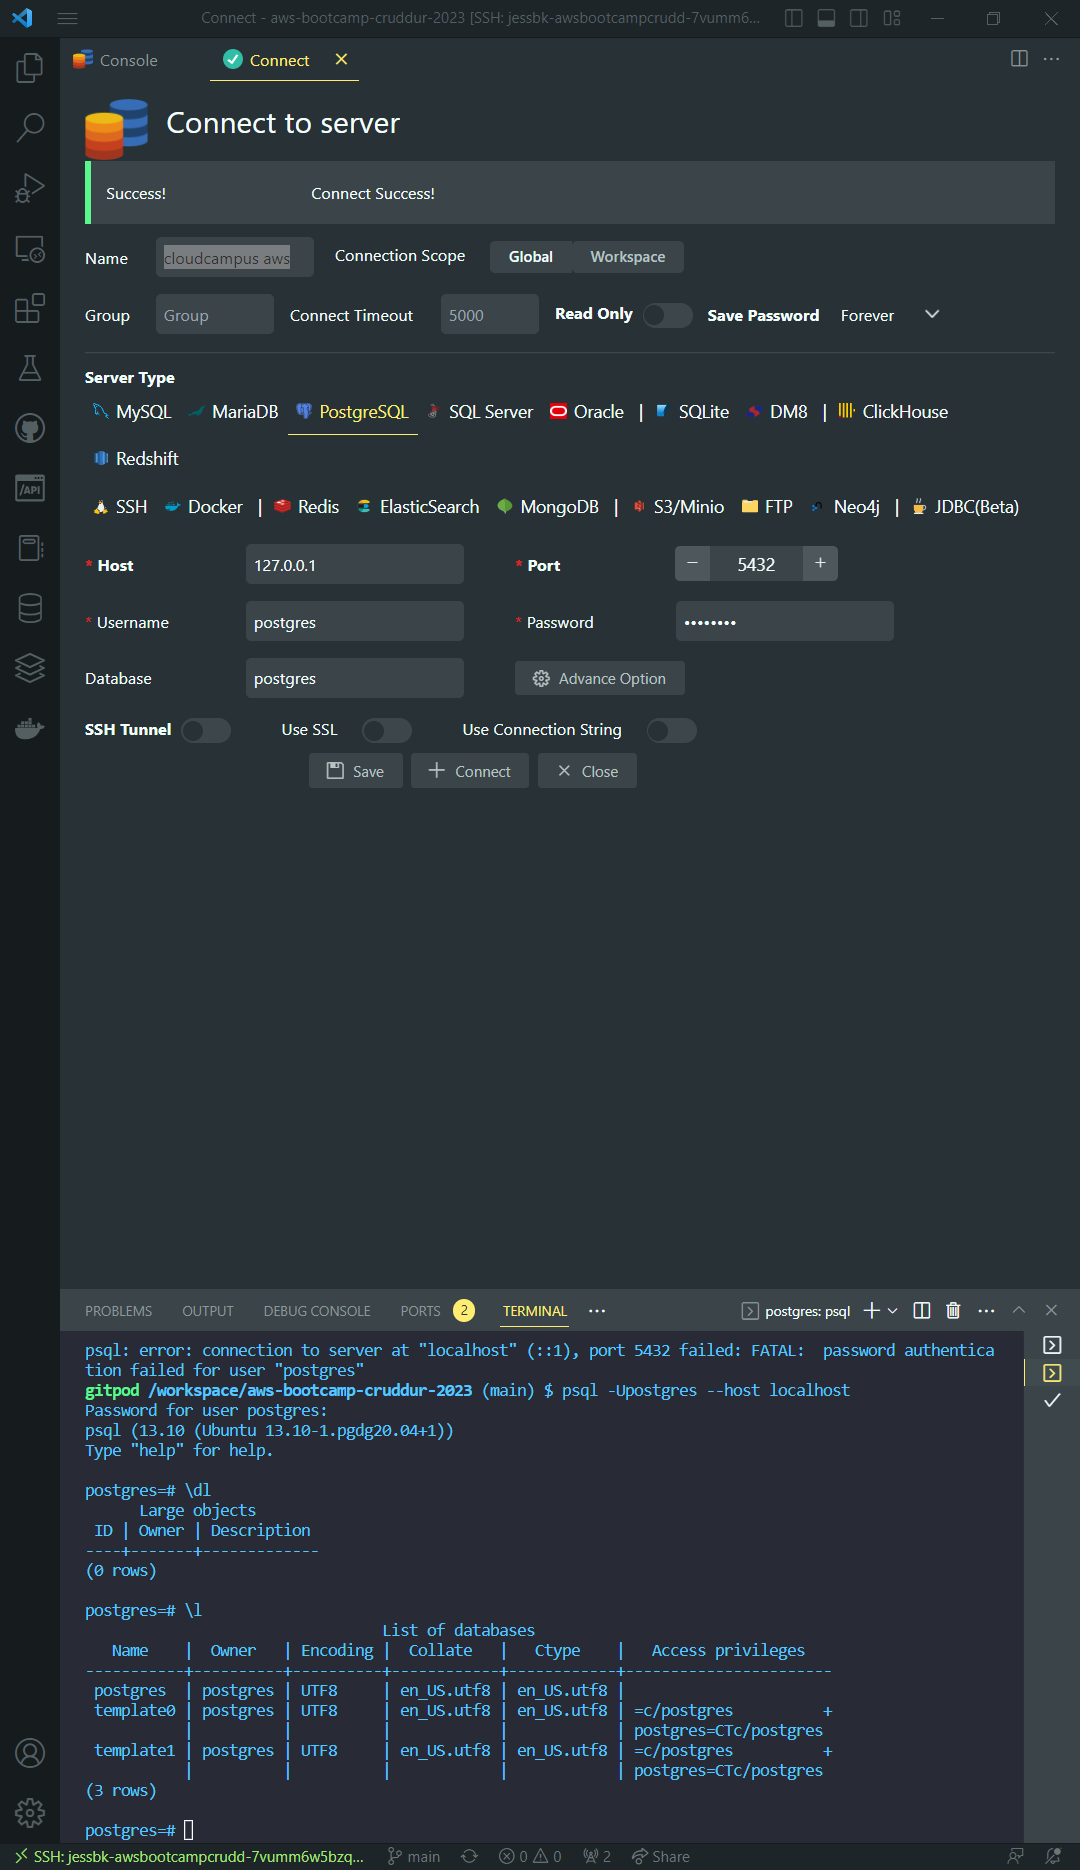 Connect - aws-bootcamp-cruddur-2023 [SSH: jessbk-awsbootcampcrudd-7vumm6...
Console
Connect
Connect to server
Success! Connect Success!
Name cloudcampus aws Connection Scope Global Workspace
Group Group Connect Timeout 5000 Read Only Save Password Forever
Server Type
MySQL MariaDB PostgreSQL SQL Server Oracle | SQLite DM8 | ClickHouse
Redshift
SSH Docker | Redis ElasticSearch MongoDB | S3/Minio FTP Neo4j | JDBC(Beta)
* Host 127.0.0.1 * Port − 5432 +
* Username postgres * Password ••••••••
Database postgres Advance Option
SSH Tunnel Use SSL Use Connection String
Save Connect Close
PROBLEMS OUTPUT DEBUG CONSOLE PORTS 2 TERMINAL ··· postgres: psql
psql: error: connection to server at "localhost" (::1), port 5432 failed: FATAL:  password authentica
tion failed for user "postgres"
gitpod /workspace/aws-bootcamp-cruddur-2023 (main) $ psql -Upostgres --host localhost
Password for user postgres:
psql (13.10 (Ubuntu 13.10-1.pgdg20.04+1))
Type "help" for help.
postgres=# \dl
      Large objects
 ID | Owner | Description
----+-------+-------------
(0 rows)
postgres=# \l
                                 List of databases
   Name    |  Owner   | Encoding |  Collate   |   Ctype    |   Access privileges
-----------+----------+----------+------------+------------+-----------------------
 postgres  | postgres | UTF8     | en_US.utf8 | en_US.utf8 |
 template0 | postgres | UTF8     | en_US.utf8 | en_US.utf8 | =c/postgres          +
           |          |          |            |            | postgres=CTc/postgres
 template1 | postgres | UTF8     | en_US.utf8 | en_US.utf8 | =c/postgres          +
           |          |          |            |            | postgres=CTc/postgres
(3 rows)
postgres=#
SSH: jessbk-awsbootcampcrudd-7vumm6w5bzq... main 0 0 2 Share
/API